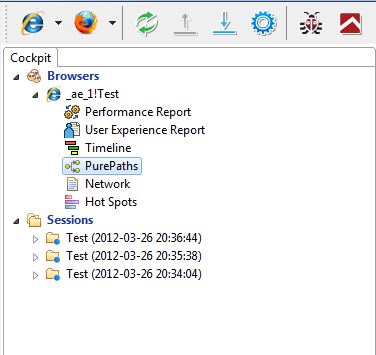 Cockpit
Browsers
_ae_1!Test
Performance Report
User Experience Report
Timeline
PurePaths
Network
Hot Spots
Sessions
Test (2012-03-26 20:36:44)
Test (2012-03-26 20:35:38)
Test (2012-03-26 20:34:04)